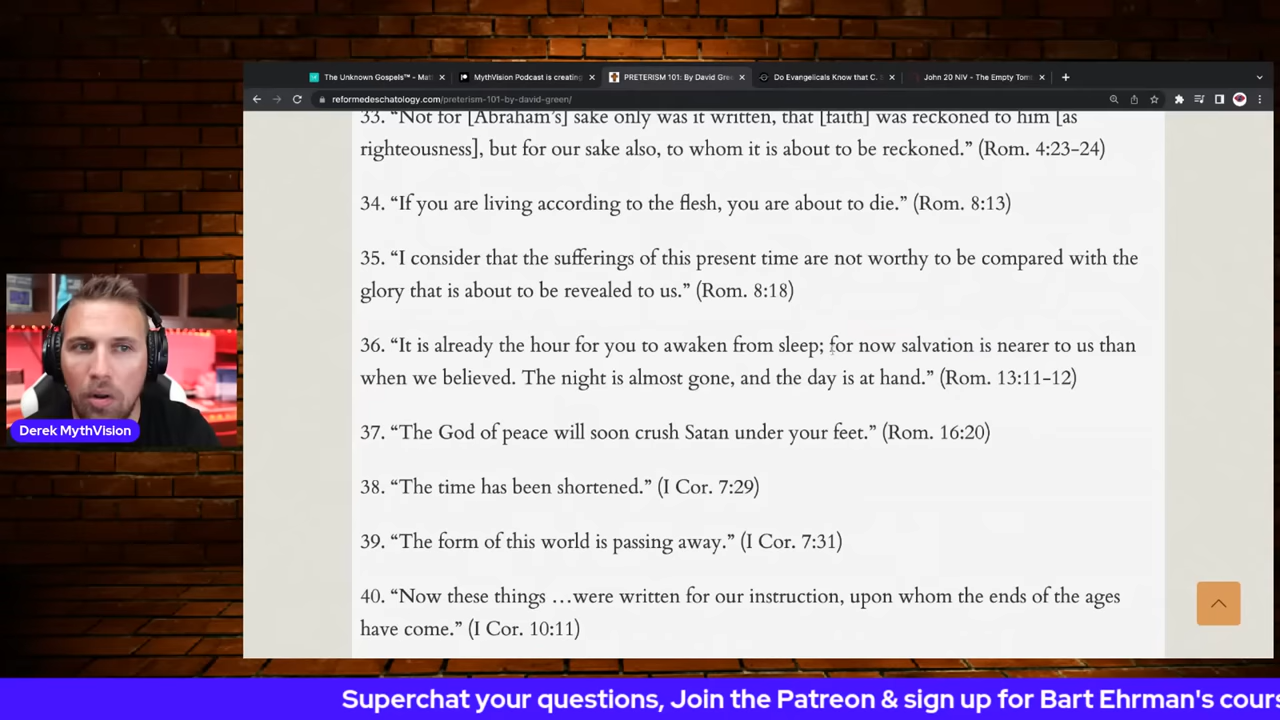 The Unknown Gospels™ - Mat
MythVision Podcast is creating
PRETERISM 101: By David Gree
Do Evangelicals Know that C.
John 20 NIV - The Empty Tom
reformedeschatology.com/preterism-101-by-david-green/
33. “Not for [Abraham’s] sake only was it written, that [faith] was reckoned to him [as
righteousness], but for our sake also, to whom it is about to be reckoned.” (Rom. 4:23-24)
34. “If you are living according to the flesh, you are about to die.” (Rom. 8:13)
35. “I consider that the sufferings of this present time are not worthy to be compared with the
glory that is about to be revealed to us.” (Rom. 8:18)
36. “It is already the hour for you to awaken from sleep; for now salvation is nearer to us than
when we believed. The night is almost gone, and the day is at hand.” (Rom. 13:11-12)
37. “The God of peace will soon crush Satan under your feet.” (Rom. 16:20)
38. “The time has been shortened.” (I Cor. 7:29)
39. “The form of this world is passing away.” (I Cor. 7:31)
40. “Now these things …were written for our instruction, upon whom the ends of the ages
have come.” (I Cor. 10:11)
Derek MythVision
Superchat your questions, Join the Patreon & sign up for Bart Ehrman's cours